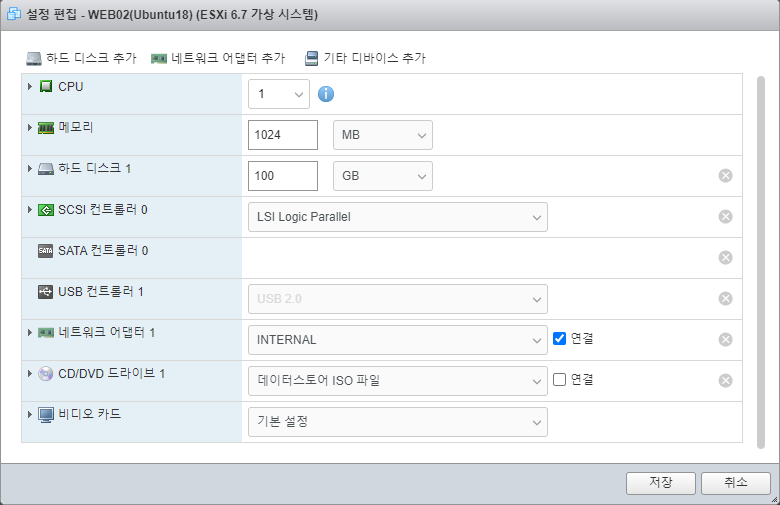 설정 편집 - WEB02(Ubuntu18) (ESXi 6.7 가상 시스템)
하드 디스크 추가 네트워크 어댑터 추가 기타 디바이스 추가
CPU 1
메모리 1024 MB
하드 디스크 1 100 GB
SCSI 컨트롤러 0 LSI Logic Parallel
SATA SATA 컨트롤러 0
USB 컨트롤러 1 USB 2.0
네트워크 어댑터 1 INTERNAL 연결
CD/DVD 드라이브 1 데이터스토어 ISO 파일 연결
비디오 카드 기본 설정
저장 취소